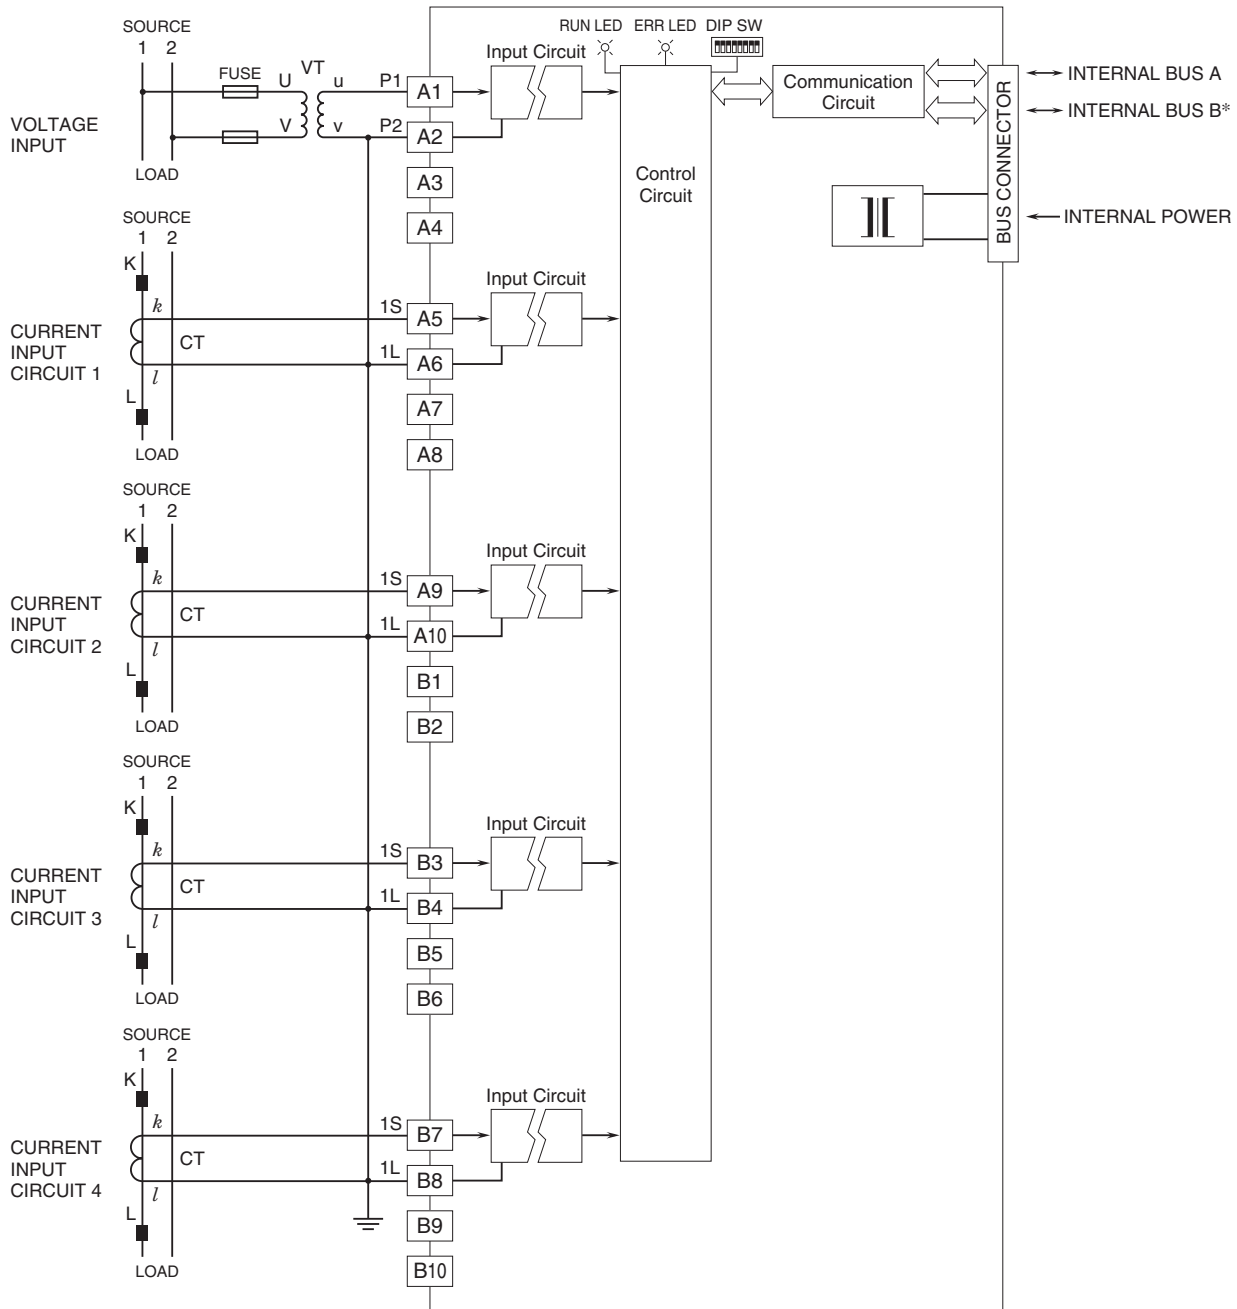 RUN LED ERR LED DIP SW
SOURCE
1 2
Input Circuit
FUSE U VT u P1 A1
Communication
Circuit
INTERNAL BUS A
INTERNAL BUS B*
VOLTAGE
INPUT
V v P2 A2
LOAD
A3
A4
Control
Circuit
BUS CONNECTOR
INTERNAL POWER
SOURCE
1 2
K
Input Circuit
k 1S A5
CURRENT
INPUT
CIRCUIT 1
CT
1L A6
l
L
A7
LOAD
A8
SOURCE
1 2
K
Input Circuit
k 1S A9
CURRENT
INPUT
CIRCUIT 2
CT
1L A10
l
L
B1
LOAD
B2
SOURCE
1 2
K
Input Circuit
k 1S B3
CURRENT
INPUT
CIRCUIT 3
CT
1L B4
l
L
B5
LOAD
B6
SOURCE
1 2
K
Input Circuit
k 1S B7
CURRENT
INPUT
CIRCUIT 4
CT
1L B8
l
L
B9
LOAD
B10